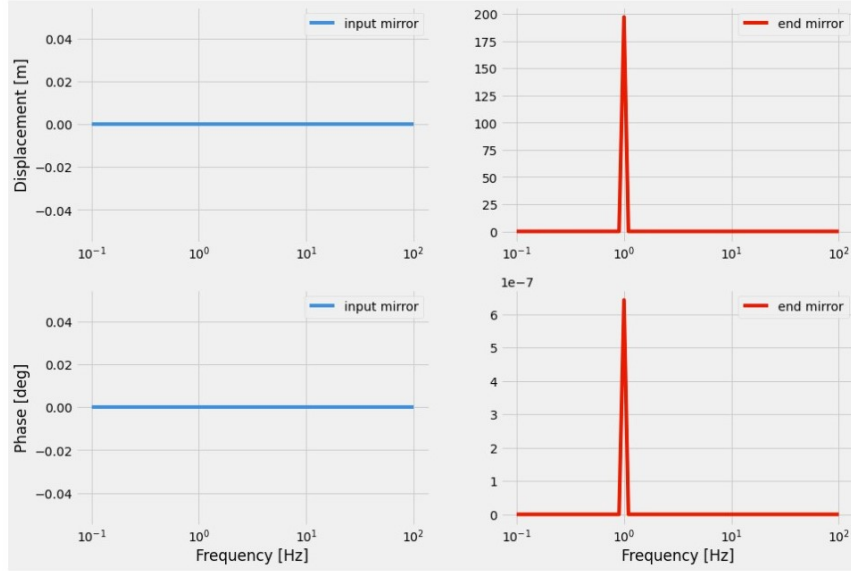 input mirror
Displacement [m]
0.04
0.02
0.00
−0.02
−0.04
10⁻¹ 10⁰ 10¹ 10²
end mirror
200
175
150
125
100
75
50
25
0
10⁻¹ 10⁰ 10¹ 10²
input mirror
Phase [deg]
0.04
0.02
0.00
−0.02
−0.04
10⁻¹ 10⁰ 10¹ 10²
Frequency [Hz]
1e−7
end mirror
6
5
4
3
2
1
0
10⁻¹ 10⁰ 10¹ 10²
Frequency [Hz]